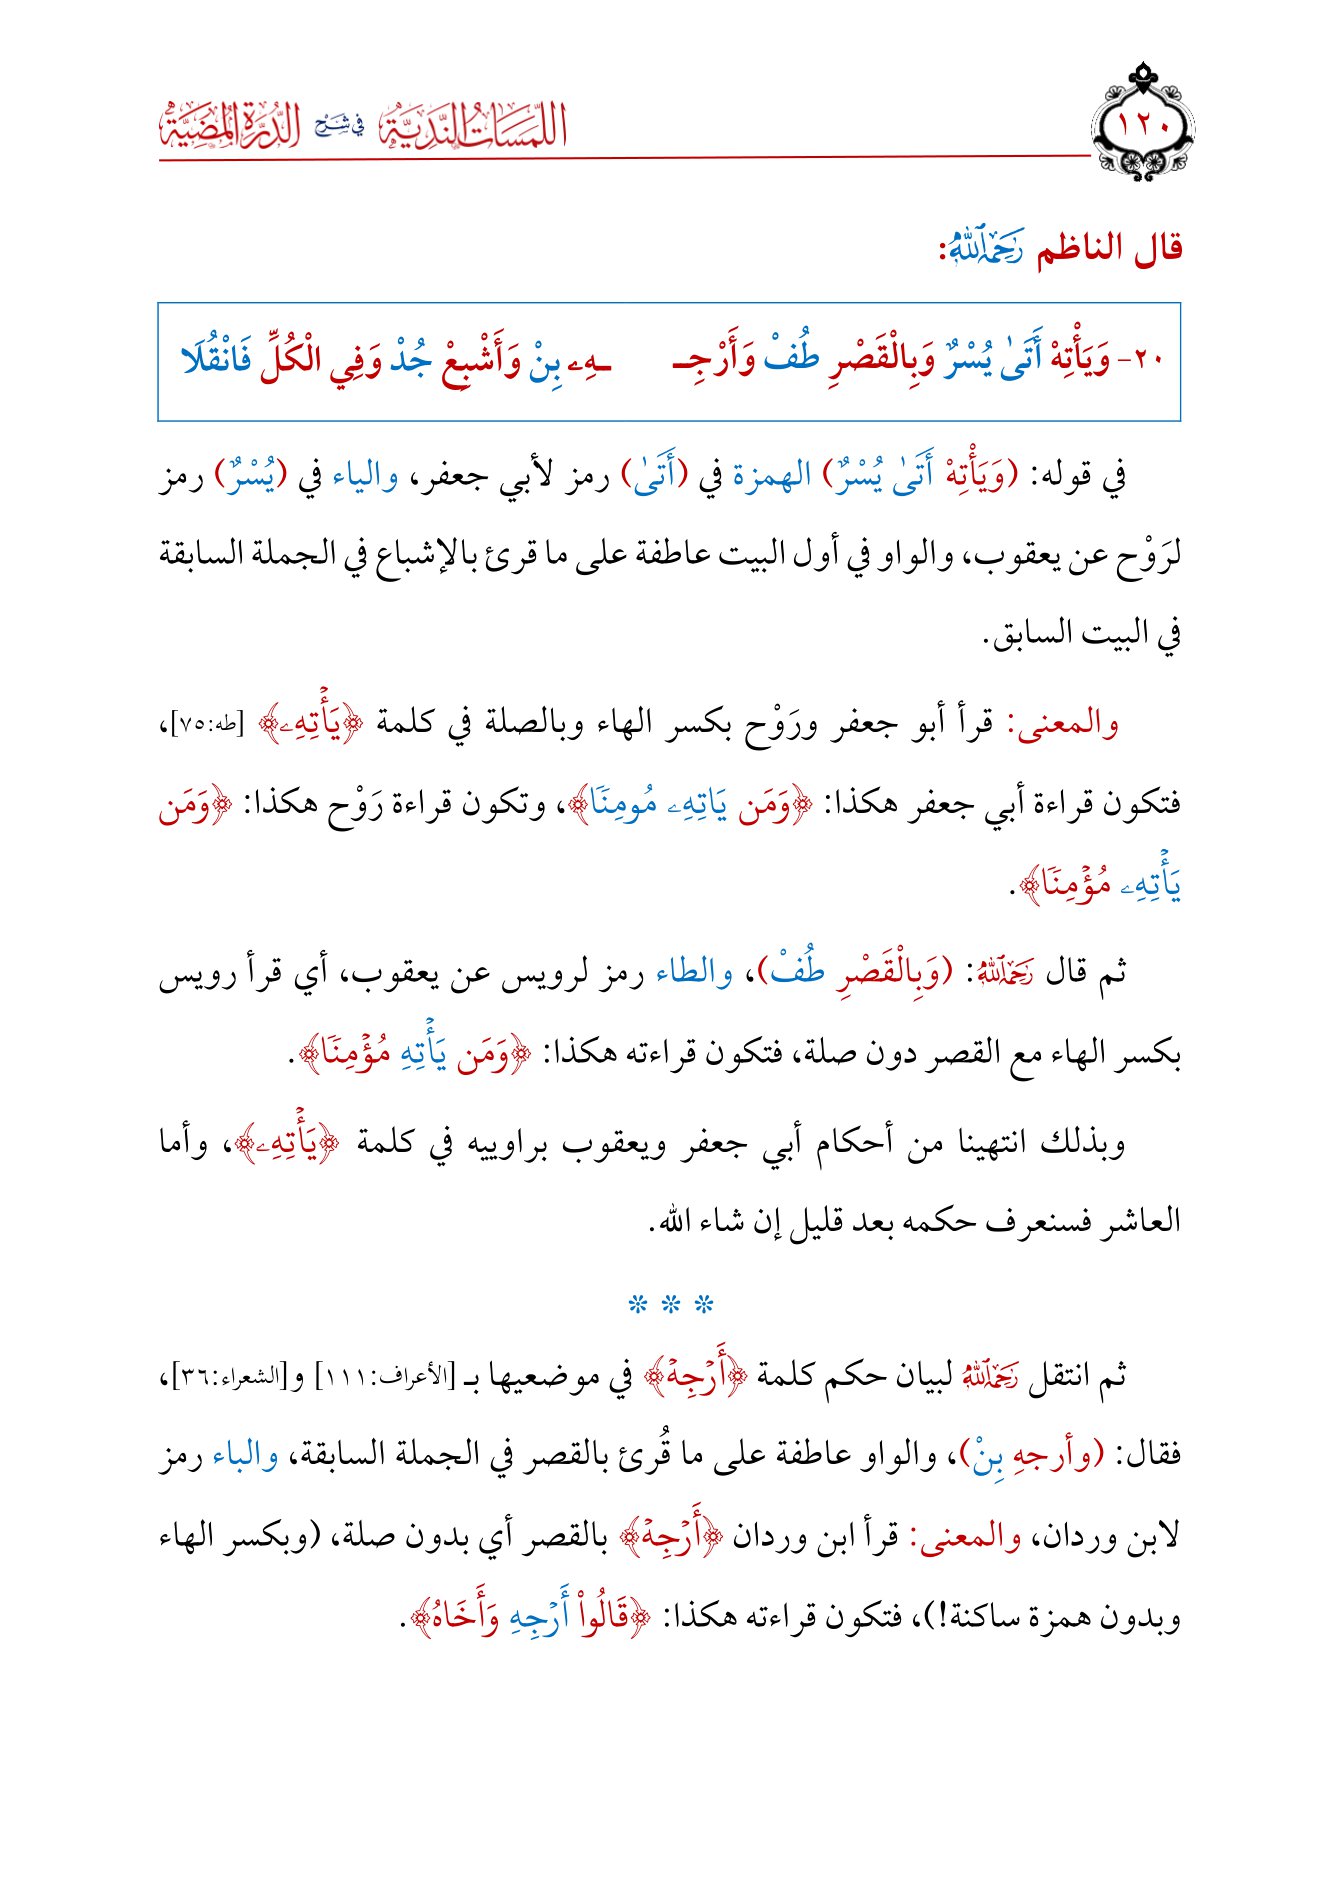 ١٢٠
اللمسات الندية في شرح الدرة المضية
قال الناظم رَحِمَهُ ٱللَّهُ:
٢٠- وَيَأْتِهْ أَتَىٰ يُسْرٌ وَبِالْقَصْرِ طُفْ وَأَرْجِـ ـهِۦ بِنْ وَأَشْبِعْ جُدْ وَفِي الْكُلِّ فَانْقُلَا
في قوله: (وَيَأْتِهْ أَتَىٰ يُسْرٌ) الهمزة في (أَتَىٰ) رمز لأبي جعفر، والياء في (يُسْرٌ) رمز
لرَوْح عن يعقوب، والواو في أول البيت عاطفة على ما قرئ بالإشباع في الجملة السابقة
في البيت السابق.
والمعنى: قرأ أبو جعفر ورَوْح بكسر الهاء وبالصلة في كلمة ﴿يَأۡتِهِۦ﴾ [طه:٧٥]،
فتكون قراءة أبي جعفر هكذا: ﴿وَمَن يَاتِهِۦ مُومِنٗا﴾، وتكون قراءة رَوْح هكذا: ﴿وَمَن
يَأۡتِهِۦ مُؤۡمِنٗا﴾.
ثم قال رَحِمَهُ ٱللَّهُ: (وَبِالْقَصْرِ طُفْ)، والطاء رمز لرويس عن يعقوب، أي قرأ رويس
بكسر الهاء مع القصر دون صلة، فتكون قراءته هكذا: ﴿وَمَن يَأۡتِهِ مُؤۡمِنٗا﴾.
وبذلك انتهينا من أحكام أبي جعفر ويعقوب براوييه في كلمة ﴿يَأۡتِهِۦ﴾، وأما
العاشر فسنعرف حكمه بعد قليل إن شاء الله.
* * *
ثم انتقل رَحِمَهُ ٱللَّهُ لبيان حكم كلمة ﴿أَرۡجِهۡ﴾ في موضعيها بـ [الأعراف:١١١] و[الشعراء:٣٦]،
فقال: (وأرجهِ بِنْ)، والواو عاطفة على ما قُرئ بالقصر في الجملة السابقة، والباء رمز
لابن وردان، والمعنى: قرأ ابن وردان ﴿أَرۡجِهۡ﴾ بالقصر أي بدون صلة، (وبكسر الهاء
وبدون همزة ساكنة!)، فتكون قراءته هكذا: ﴿قَالُواْ أَرۡجِهِ وَأَخَاهُ﴾.